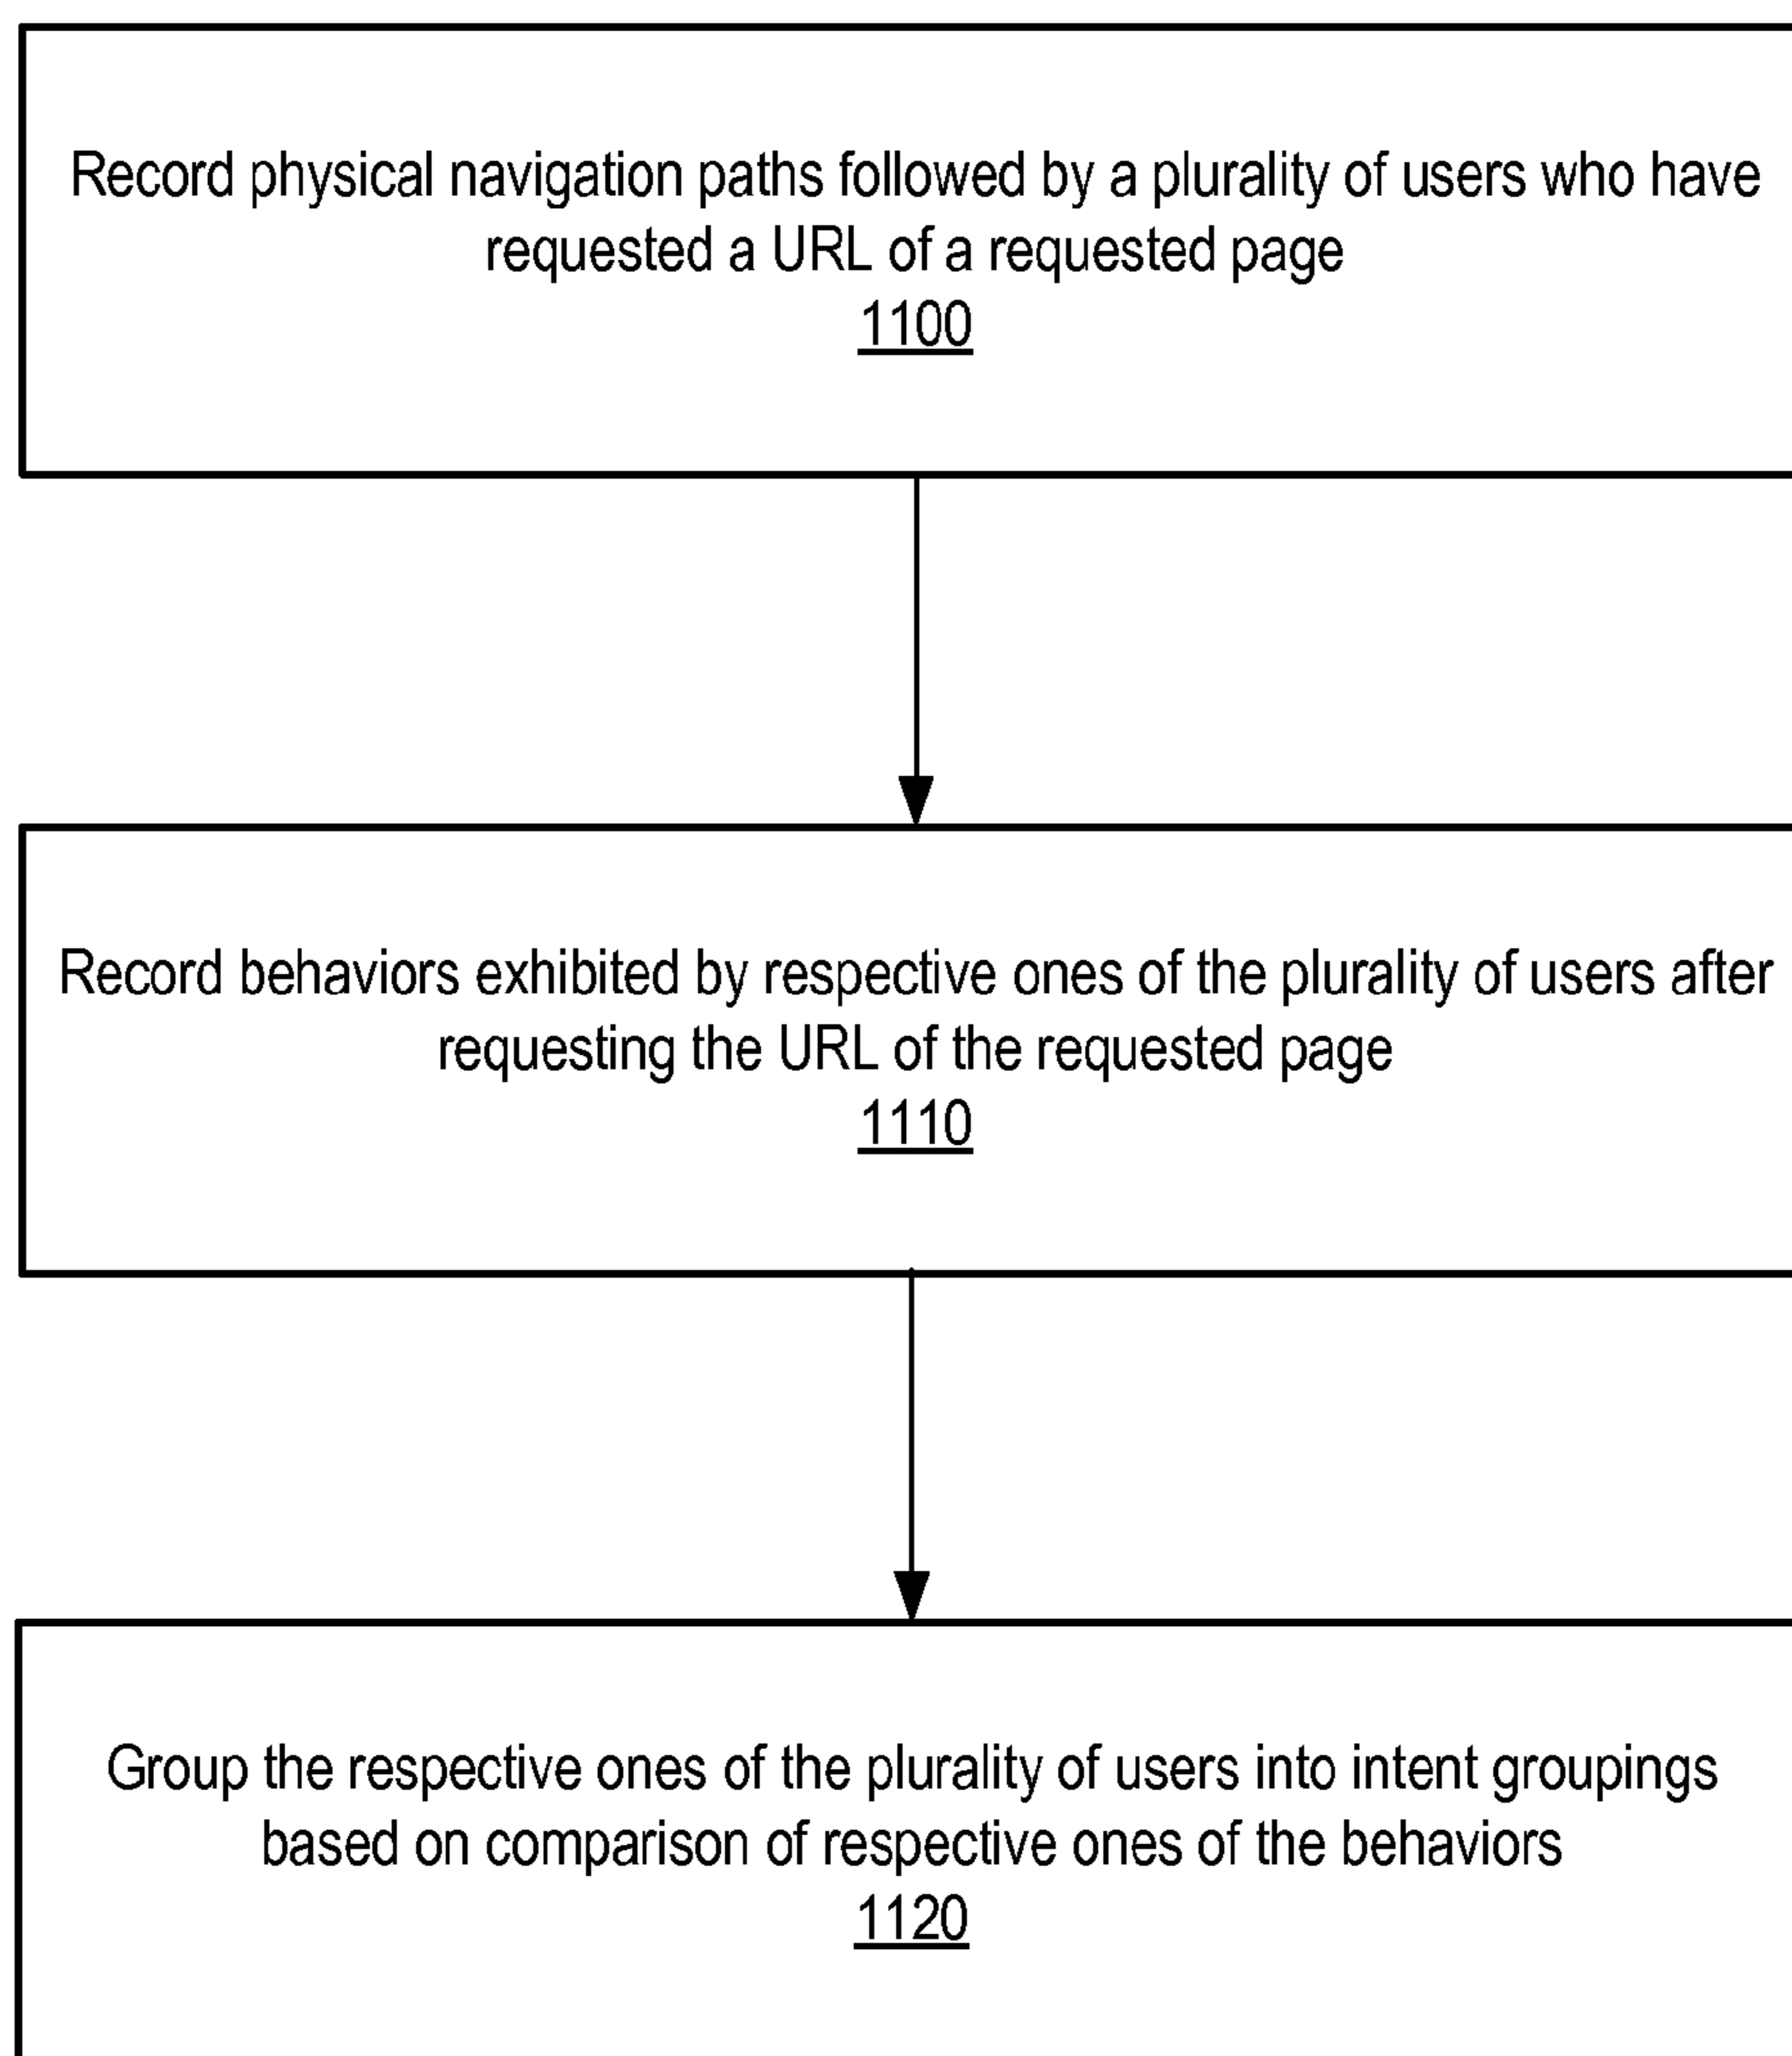 Record physical navigation paths followed by a plurality of users who have
requested a URL of a requested page
1100
Record behaviors exhibited by respective ones of the plurality of users after
requesting the URL of the requested page
1110
Group the respective ones of the plurality of users into intent groupings
based on comparison of respective ones of the behaviors
1120